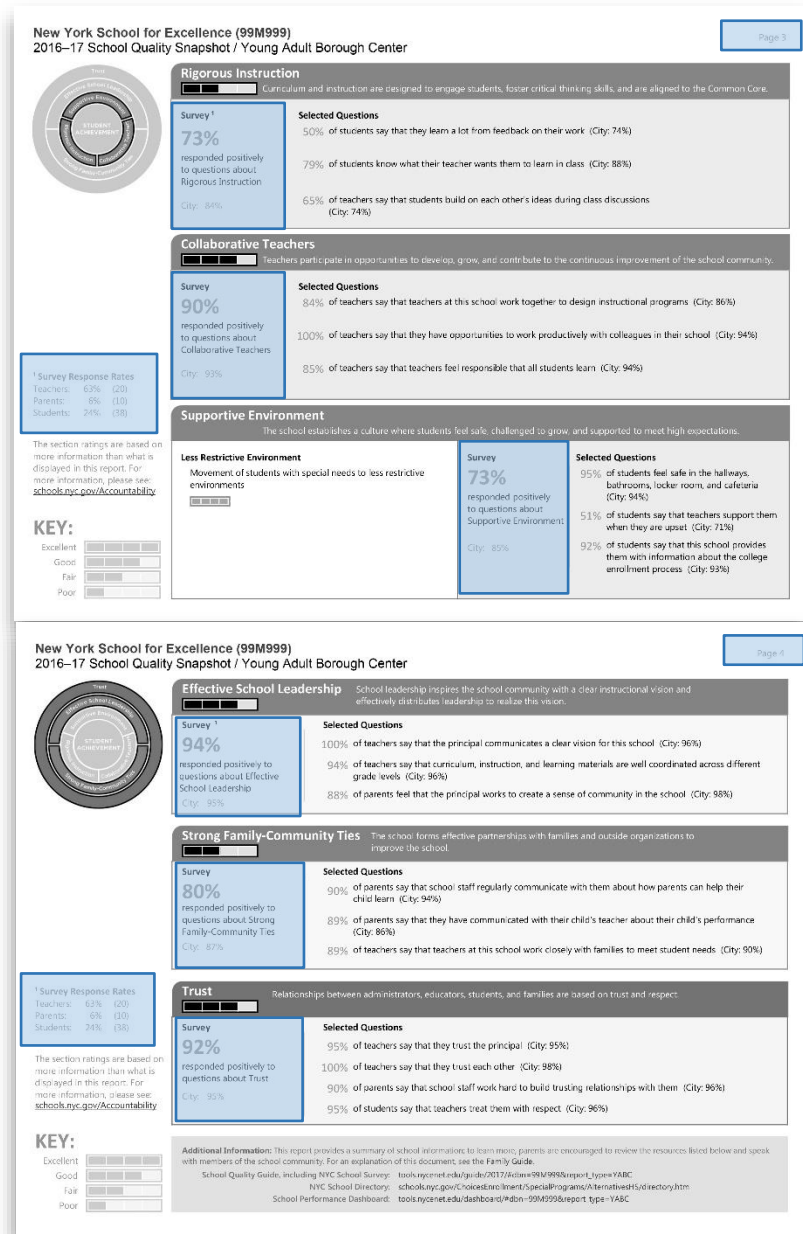 New York School for Excellence (99M999)
2016–17 School Quality Snapshot / Young Adult Borough Center
Page 3
Trust
Effective School Leadership
Supportive Environment
STUDENT
ACHIEVEMENT
Strong Family-Community Ties
Rigorous Instruction
Curriculum and instruction are designed to engage students, foster critical thinking skills, and are aligned to the Common Core.
Survey 1
73%
responded positively
to questions about
Rigorous Instruction
City: 84%
Selected Questions
50% of students say that they learn a lot from feedback on their work (City: 74%)
79% of students know what their teacher wants them to learn in class (City: 88%)
65% of teachers say that students build on each other's ideas during class discussions
(City: 74%)
Collaborative Teachers
Teachers participate in opportunities to develop, grow, and contribute to the continuous improvement of the school community.
Survey
90%
responded positively
to questions about
Collaborative Teachers
City: 93%
Selected Questions
84% of teachers say that teachers at this school work together to design instructional programs (City: 86%)
100% of teachers say that they have opportunities to work productively with colleagues in their school (City: 94%)
85% of teachers say that teachers feel responsible that all students learn (City: 94%)
1 Survey Response Rates
Teachers: 63% (20)
Parents: 6% (10)
Students: 24% (38)
The section ratings are based on
more information than what is
displayed in this report. For
more information, please see:
schools.nyc.gov/Accountability
KEY:
Excellent
Good
Fair
Poor
Supportive Environment
The school establishes a culture where students feel safe, challenged to grow, and supported to meet high expectations.
Less Restrictive Environment
Movement of students with special needs to less restrictive
environments
Survey
73%
responded positively
to questions about
Supportive Environment
City: 85%
Selected Questions
95% of students feel safe in the hallways,
bathrooms, locker room, and cafeteria
(City: 94%)
51% of students say that teachers support them
when they are upset (City: 71%)
92% of students say that this school provides
them with information about the college
enrollment process (City: 93%)
New York School for Excellence (99M999)
2016–17 School Quality Snapshot / Young Adult Borough Center
Page 4
Trust
Effective School Leadership
Supportive Environment
STUDENT
ACHIEVEMENT
Strong Family-Community Ties
Effective School Leadership
School leadership inspires the school community with a clear instructional vision and
effectively distributes leadership to realize this vision.
Survey 1
94%
responded positively to
questions about Effective
School Leadership
City: 95%
Selected Questions
100% of teachers say that the principal communicates a clear vision for this school (City: 96%)
94% of teachers say that curriculum, instruction, and learning materials are well coordinated across different
grade levels (City: 96%)
88% of parents feel that the principal works to create a sense of community in the school (City: 98%)
Strong Family-Community Ties
The school forms effective partnerships with families and outside organizations to
improve the school.
Survey
80%
responded positively to
questions about Strong
Family-Community Ties
City: 87%
Selected Questions
90% of parents say that school staff regularly communicate with them about how parents can help their
child learn (City: 94%)
89% of parents say that they have communicated with their child's teacher about their child's performance
(City: 86%)
89% of teachers say that teachers at this school work closely with families to meet student needs (City: 90%)
1 Survey Response Rates
Teachers: 63% (20)
Parents: 6% (10)
Students: 24% (38)
The section ratings are based on
more information than what is
displayed in this report. For
more information, please see:
schools.nyc.gov/Accountability
KEY:
Excellent
Good
Fair
Poor
Trust
Relationships between administrators, educators, students, and families are based on trust and respect.
Survey
92%
responded positively to
questions about Trust
City: 95%
Selected Questions
95% of teachers say that they trust the principal (City: 95%)
100% of teachers say that they trust each other (City: 98%)
90% of parents say that school staff work hard to build trusting relationships with them (City: 96%)
95% of students say that teachers treat them with respect (City: 96%)
Additional Information: This report provides a summary of school information; to learn more, parents are encouraged to review the resources listed below and speak
with members of the school community. For an explanation of this document, see the Family Guide.
School Quality Guide, including NYC School Survey: tools.nycenet.edu/guide/2017/#dbn=99M999&report_type=YABC
NYC School Directory: schools.nyc.gov/ChoicesEnrollment/SpecialPrograms/AlternativesHS/directory.htm
School Performance Dashboard: tools.nycenet.edu/dashboard/#dbn=99M999&report_type=YABC